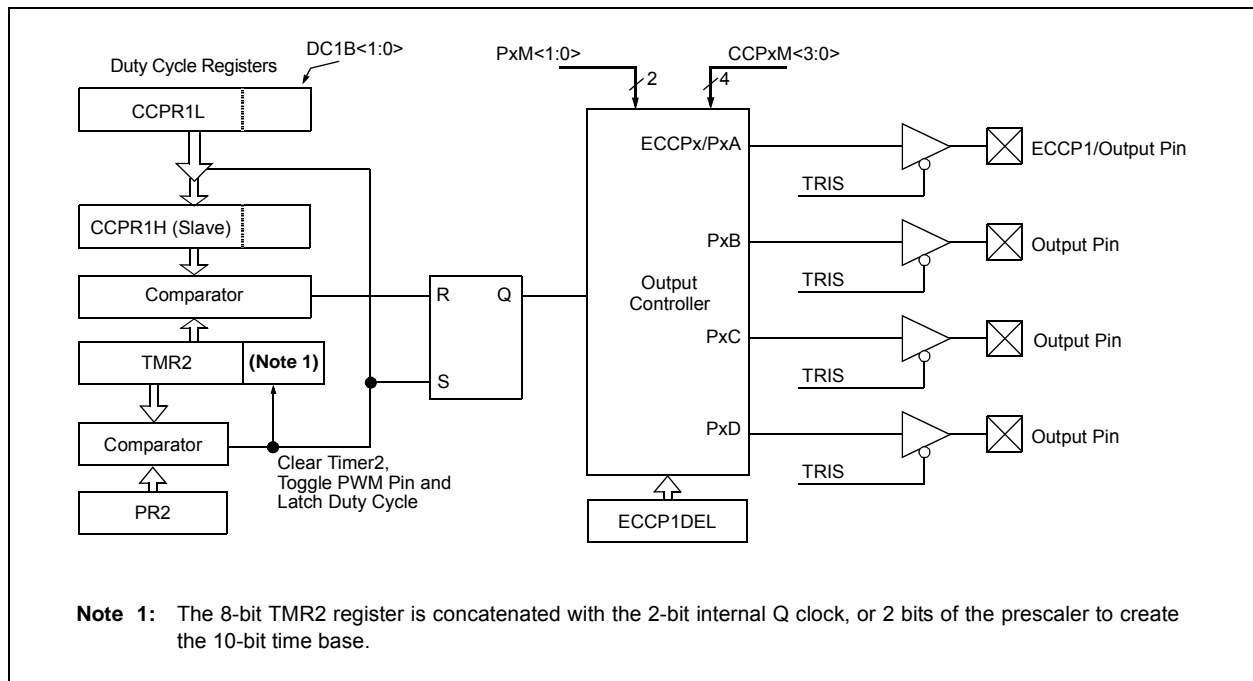 PxM<1:0>
CCPxM<3:0>
DC1B<1:0>
Duty Cycle Registers
2
4
CCPR1L
ECCPx/PxA
ECCP1/Output Pin
TRIS
CCPR1H (Slave)
PxB
Output Pin
Comparator
R
Q
Output
Controller
TRIS
TMR2
(Note 1)
PxC
Output Pin
S
TRIS
Comparator
PxD
Output Pin
Clear Timer2,
Toggle PWM Pin and
Latch Duty Cycle
TRIS
PR2
ECCP1DEL
Note 1: The 8-bit TMR2 register is concatenated with the 2-bit internal Q clock, or 2 bits of the prescaler to create
the 10-bit time base.